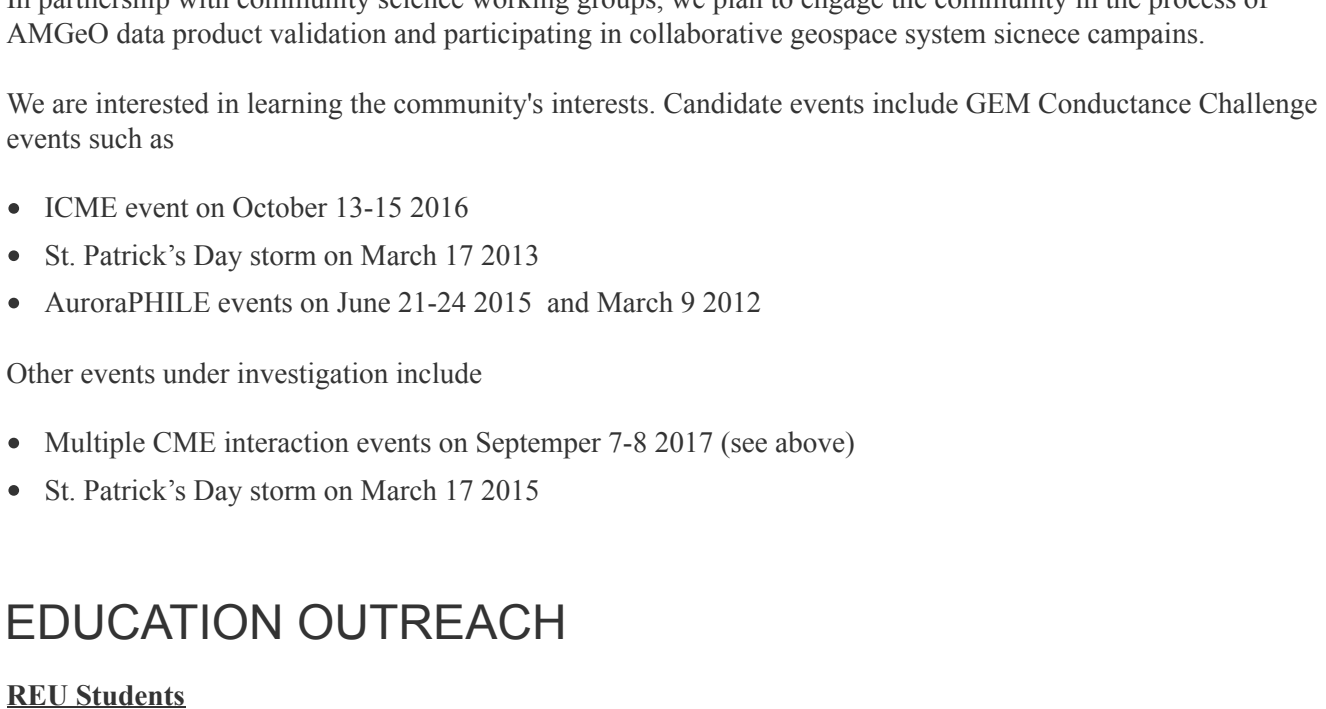 In partnership with community science working groups, we plan to engage the community in the process of
AMGeO data product validation and participating in collaborative geospace system sicnece campains.
We are interested in learning the community's interests. Candidate events include GEM Conductance Challenge
events such as
• ICME event on October 13-15 2016
• St. Patrick’s Day storm on March 17 2013
• AuroraPHILE events on June 21-24 2015  and March 9 2012
Other events under investigation include
• Multiple CME interaction events on Septemper 7-8 2017 (see above)
• St. Patrick’s Day storm on March 17 2015
EDUCATION OUTREACH
REU Students